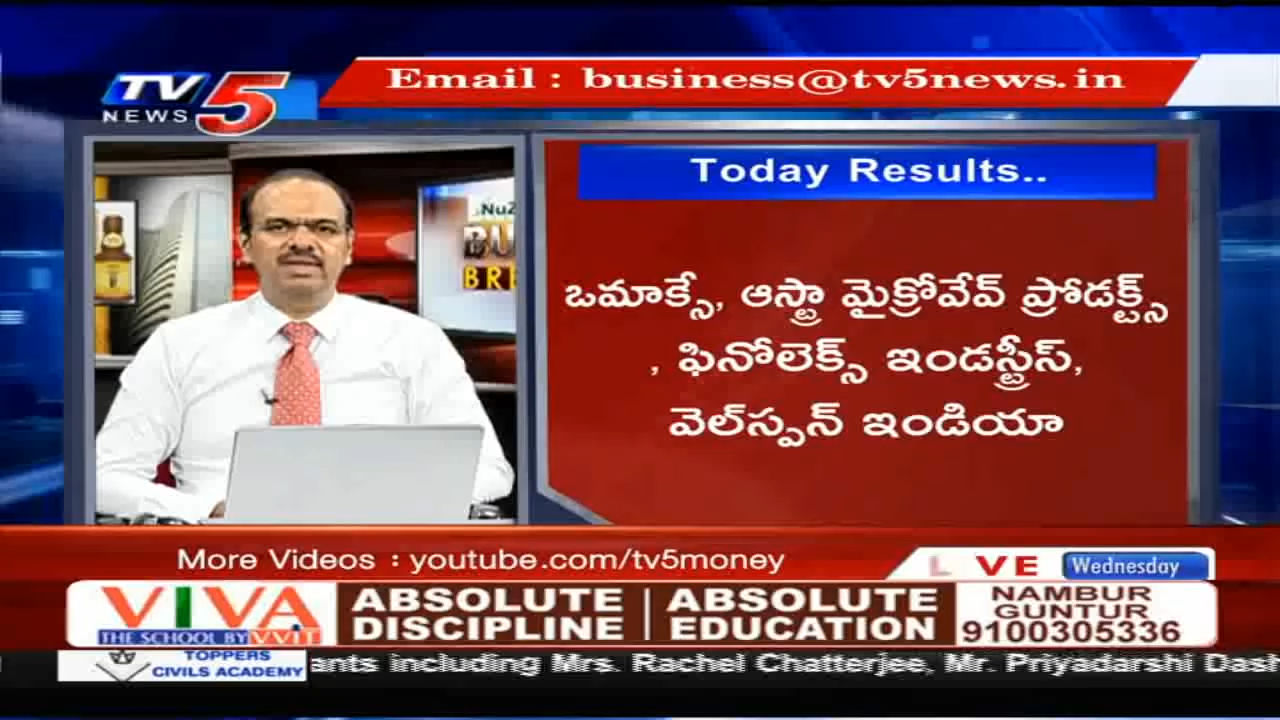 Email : business@tv5news.in
TV5
NEWS
Today Results..
ఒమాక్సే, ఆస్ట్రా మైక్రోవేవ్ ప్రోడక్ట్స్
, ఫినోలెక్స్ ఇండస్ట్రీస్,
వెల్‌స్పన్ ఇండియా
More Videos : youtube.com/tv5money
L VE Wednesday
VIVA
THE SCHOOL BY VVIT
ABSOLUTE DISCIPLINE
ABSOLUTE EDUCATION
NAMBUR
GUNTUR
9100305336
TOPPERS
CIVILS ACADEMY
ants including Mrs. Rachel Chatterjee, Mr. Priyadarshi Dash